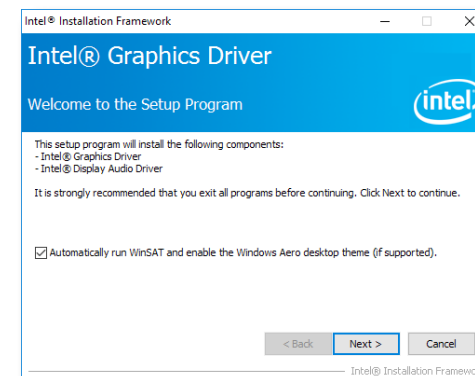 Intel® Installation Framework
Intel® Graphics Driver
Welcome to the Setup Program
intel
This setup program will install the following components:
- Intel® Graphics Driver
- Intel® Display Audio Driver
It is strongly recommended that you exit all programs before continuing. Click Next to continue.
Automatically run WinSAT and enable the Windows Aero desktop theme (if supported).
< Back Next > Cancel
Intel® Installation Framewo